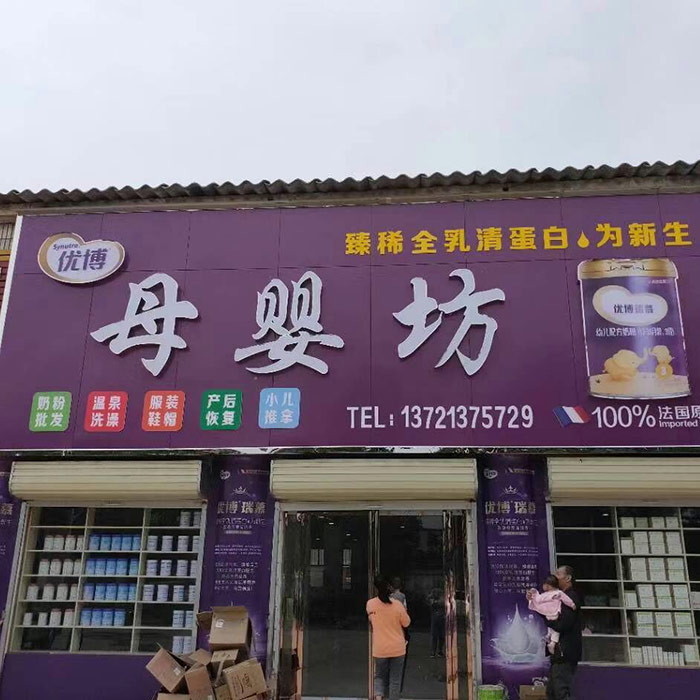 臻稀全乳清蛋白 为新生
Synutra
优博
母婴坊
优博瑞慕
奶粉
批发
温泉
洗澡
服装
鞋帽
产后
恢复
小儿
推拿
TEL: 13721375729
100% 法国原
Imported
优博 瑞慕
优博 瑞慕